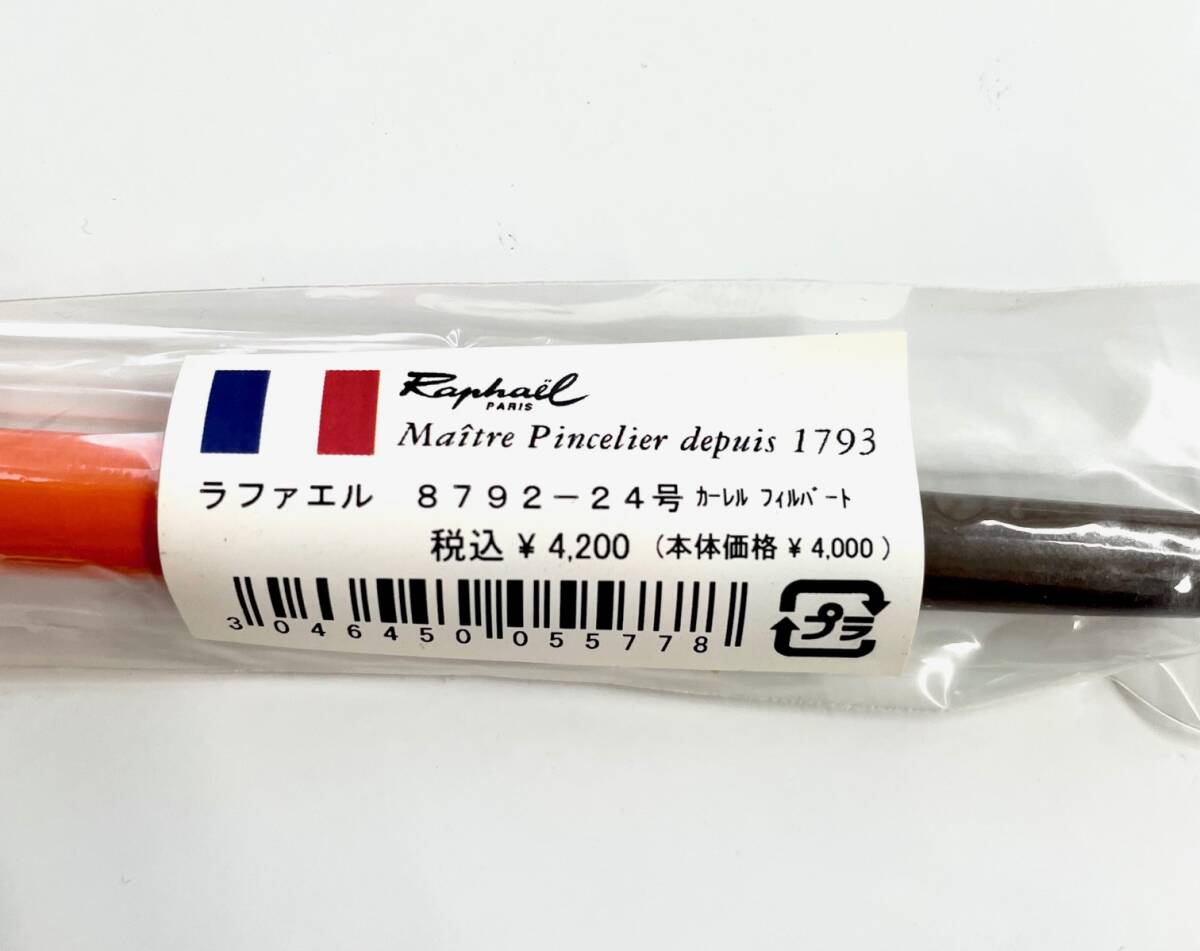 Raphaël
PARIS
Maître Pincelier depuis 1793
ラファエル　８７９２－２４号 ｶｰﾚﾙ ﾌｨﾙﾊﾞｰﾄ
税込 ¥ 4,200 （本体価格 ¥ 4,000 ）
3 046450 055778
プラ